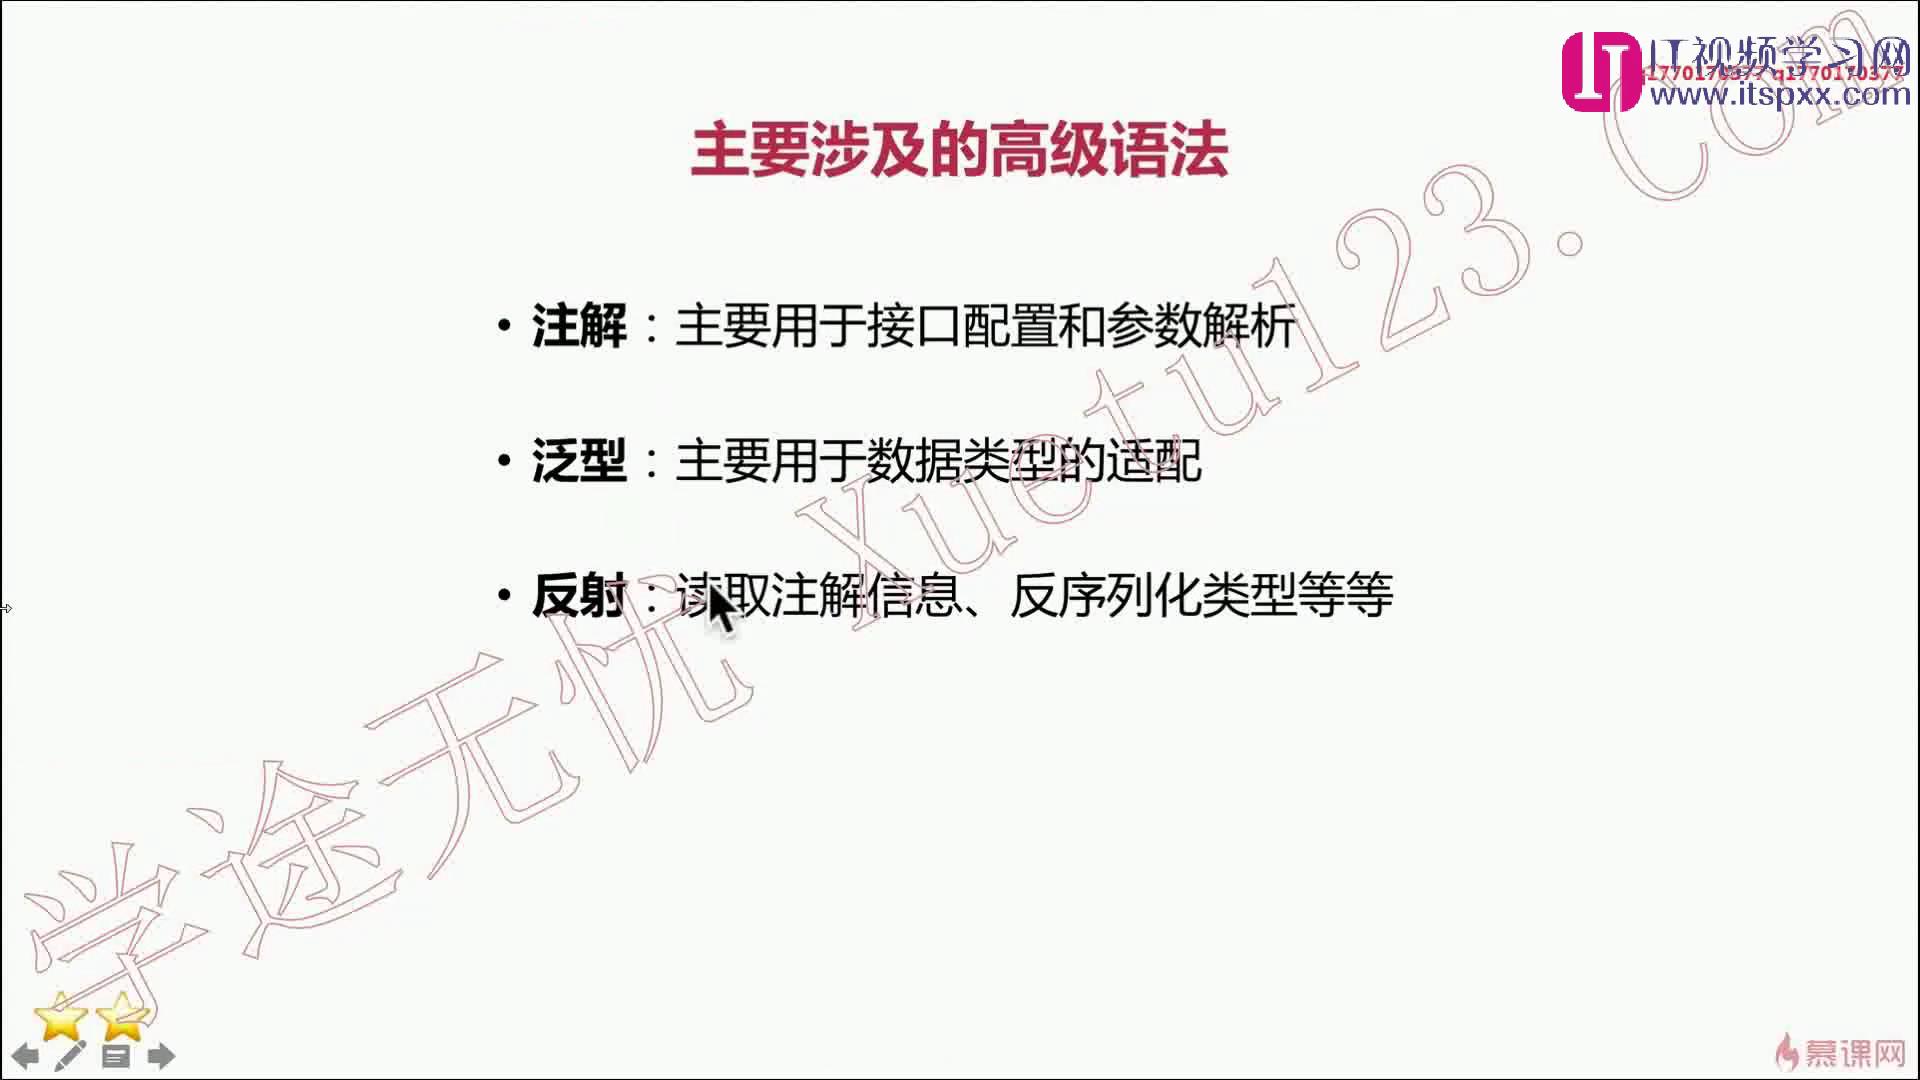 IT视频学习网
1770170377 q1770170377
www.itspxx.com
主要涉及的高级语法
• 注解：主要用于接口配置和参数解析
• 泛型：主要用于数据类型的适配
• 反射：读取注解信息、反序列化类型等等
学途无忧 Xuetu123.Com
慕课网